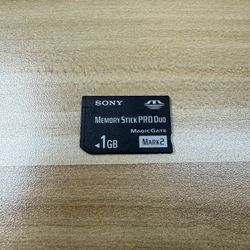 SONY
MEMORY STICK PRO DUO
MAGICGATE
1GB
MARK2